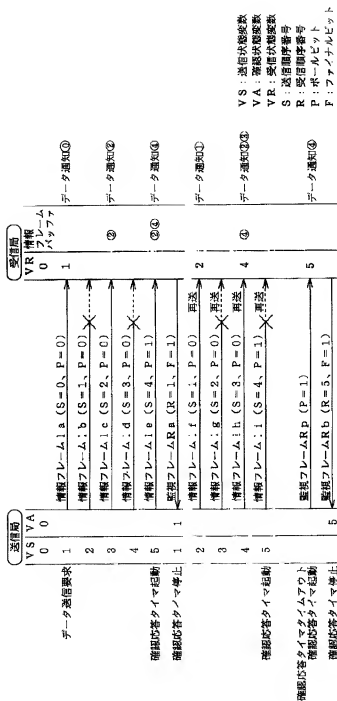 送信局
VS VA
0 0
データ送信要求
1
2
3
4
確認応答タイマ起動 5
確認応答タイマ停止 1 1
2
3
4
確認応答タイマ起動 5
確認応答タイマタイムアウト
確認応答タイマ起動
確認応答タイマ停止 5
情報フレームIa (S=0、P=0)
情報フレームIb (S=1、P=0)
情報フレームIc (S=2、P=0)
情報フレームId (S=3、P=0)
情報フレームIe (S=4、P=1)
監視フレームRa (R=1、F=1)
情報フレームIf (S=1、P=0) 再送
情報フレームIg (S=2、P=0) 再送
情報フレームIh (S=3、P=0) 再送
情報フレームIi (S=4、P=1) 再送
監視フレームRp (P=1)
監視フレームRb (R=5、F=1)
受信局
VR 情報フレームバッファ
0
1 データ通知⓪
② データ通知②
②④ データ通知④
2 データ通知①
4 ④ データ通知②③
5 データ通知④
VS:送信状態変数
VA:確認状態変数
VR:受信状態変数
S:送信順序番号
R:受信順序番号
P:ポールビット
F:ファイナルビット